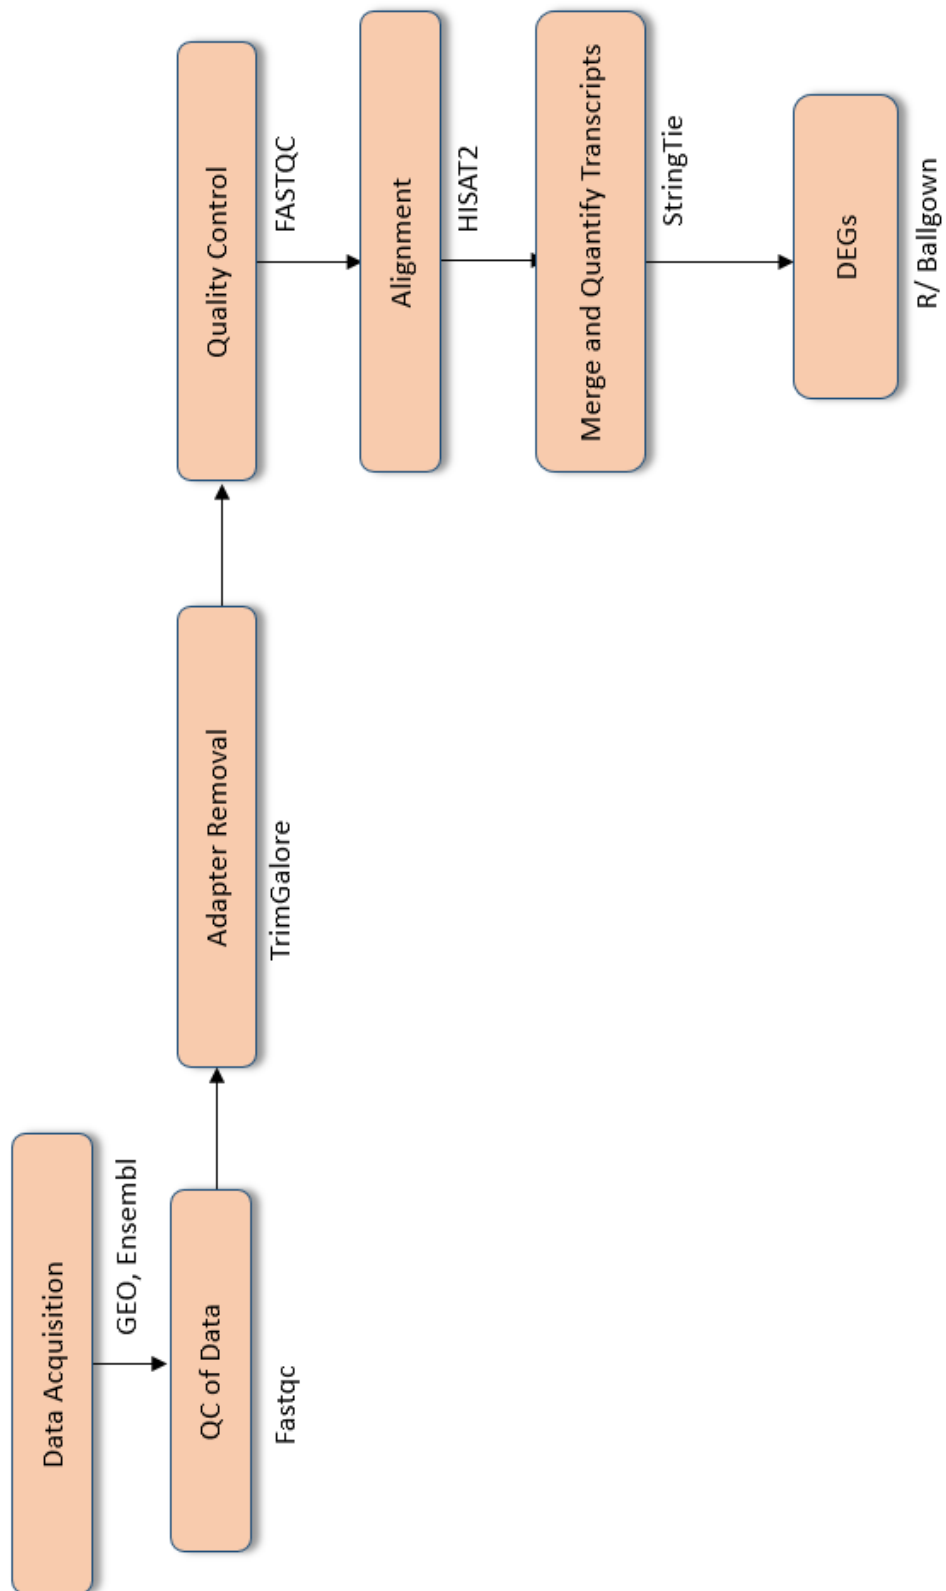 Data Acquisition
GEO, Ensembl
QC of Data
Fastqc
Adapter Removal
TrimGalore
Quality Control
FASTQC
Alignment
HISAT2
Merge and Quantify Transcripts
StringTie
DEGs
R/ Ballgown